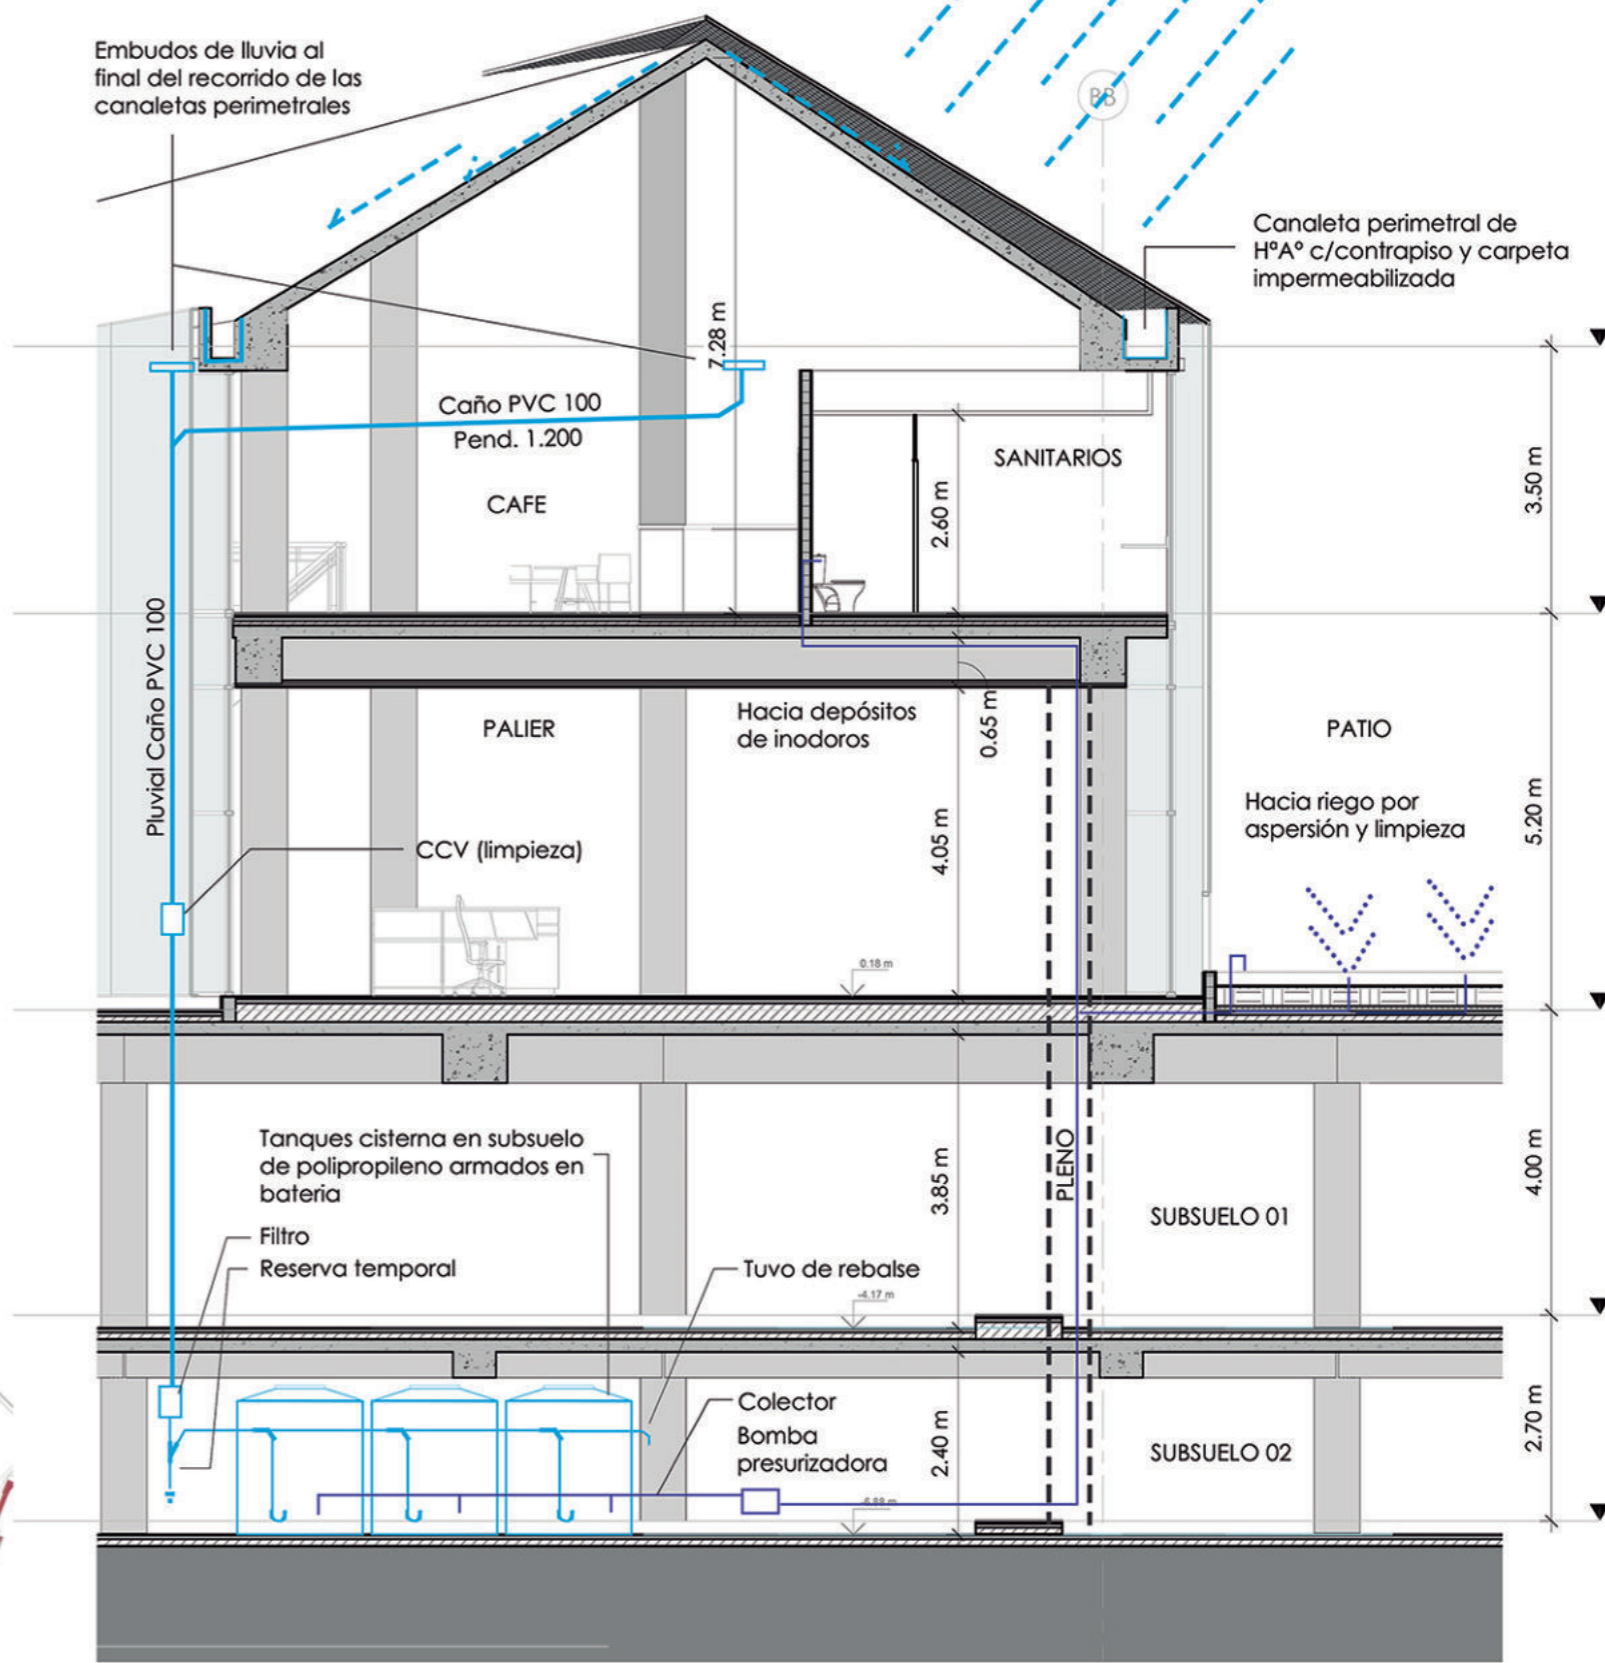 Embudos de lluvia al
final del recorrido de las
canaletas perimetrales
BB
Canaleta perimetral de
HªAº c/contrapiso y carpeta
impermeabilizada
7.28 m
Caño PVC 100
Pend. 1.200
SANITARIOS
CAFE
2.60 m
3.50 m
Pluvial Caño PVC 100
PALIER
Hacia depósitos
de inodoros
0.65 m
PATIO
Hacia riego por
aspersión y limpieza
5.20 m
CCV (limpieza)
4.05 m
0.18 m
Tanques cisterna en subsuelo
de polipropileno armados en
bateria
Filtro
Reserva temporal
Tuvo de rebalse
3.85 m
PLENO
SUBSUELO 01
4.00 m
-4.17 m
Colector
Bomba
presurizadora
2.40 m
SUBSUELO 02
2.70 m
-6.88 m